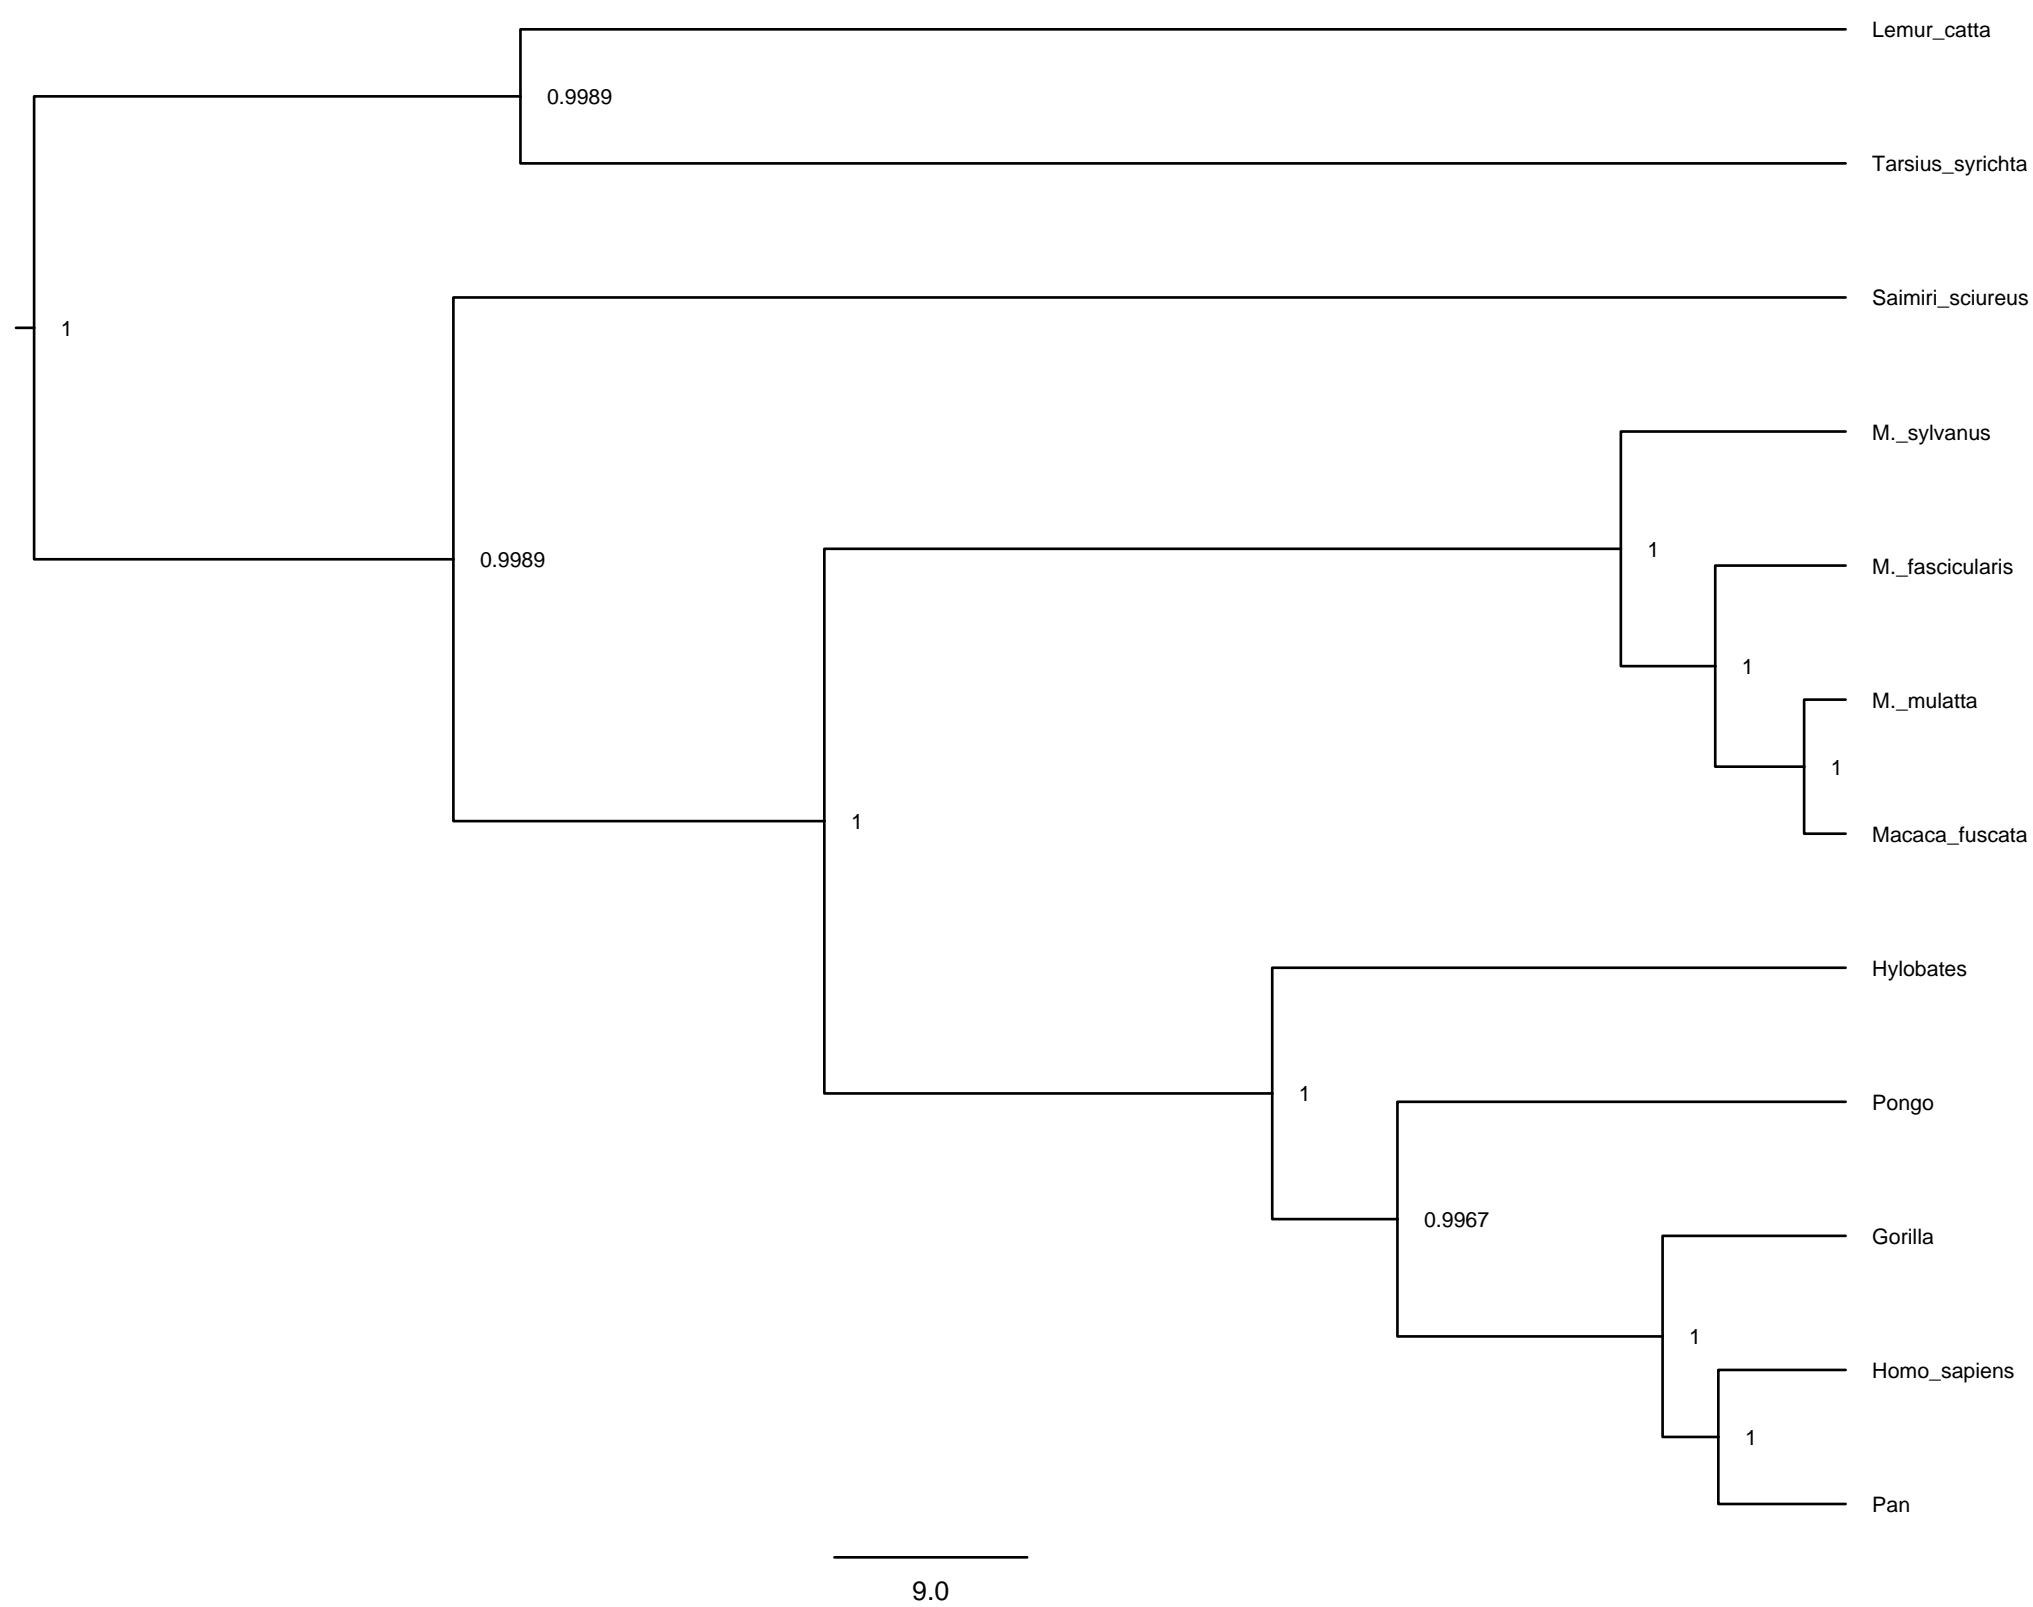 Lemur_catta
0.9989
Tarsius_syrichta
Saimiri_sciureus
1
M._sylvanus
1
0.9989
M._fascicularis
1
M._mulatta
1
1
Macaca_fuscata
Hylobates
1
Pongo
0.9967
Gorilla
1
Homo_sapiens
1
Pan
9.0